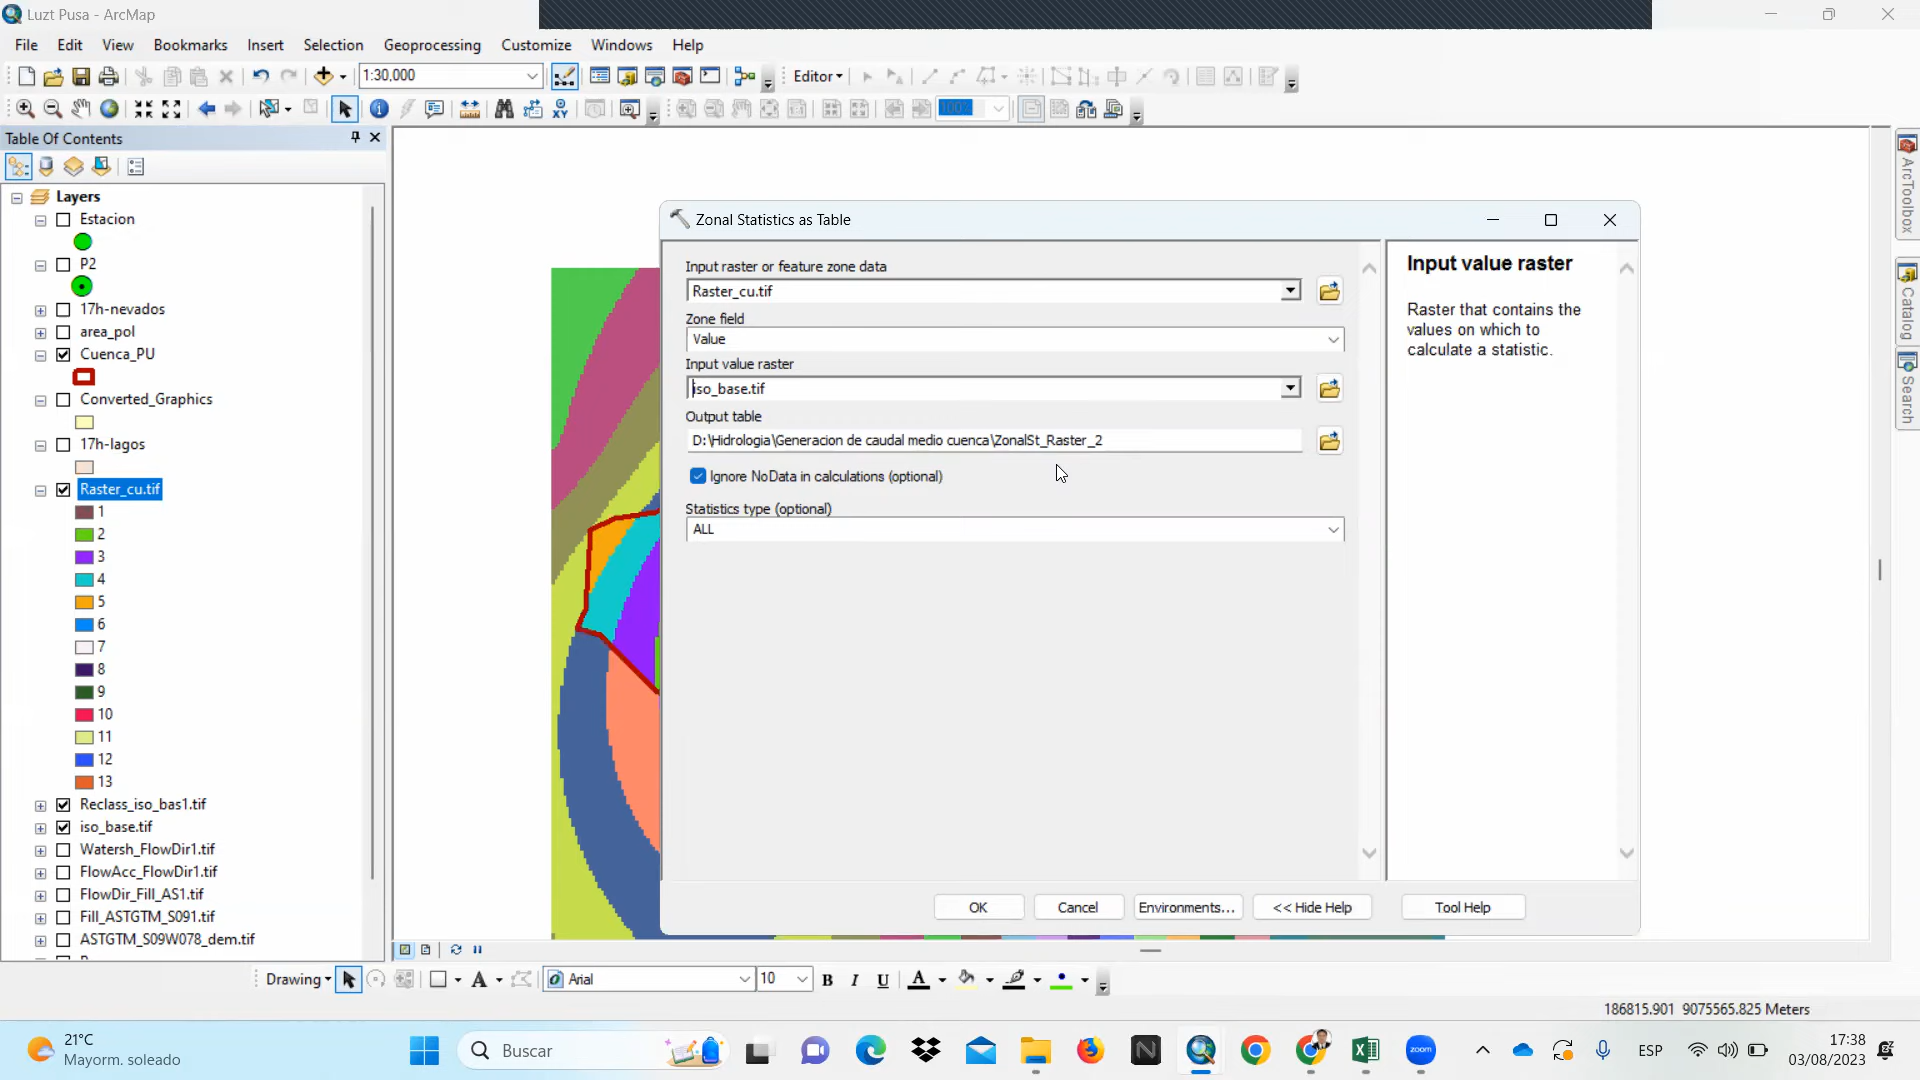 Luzt Pusa - ArcMap
File Edit View Bookmarks Insert Selection Geoprocessing Customize Windows Help
1:30,000
Editor
100%
Table Of Contents
Layers
Estacion
P2
17h-nevados
area_pol
Cuenca_PU
Converted_Graphics
17h-lagos
Raster_cu.tif
1
2
3
4
5
6
7
8
9
10
11
12
13
Reclass_iso_bas1.tif
iso_base.tif
Watersh_FlowDir1.tif
FlowAcc_FlowDir1.tif
FlowDir_Fill_AS1.tif
Fill_ASTGTM_S091.tif
ASTGTM_S09W078_dem.tif
Zonal Statistics as Table
Input raster or feature zone data
Raster_cu.tif
Zone field
Value
Input value raster
iso_base.tif
Output table
D:\Hidrologia\Generacion de caudal medio cuenca\ZonalSt_Raster_2
Ignore NoData in calculations (optional)
Statistics type (optional)
ALL
OK Cancel Environments... << Hide Help Tool Help
Input value raster
Raster that contains the
values on which to
calculate a statistic.
ArcToolbox
Catalog
Search
Drawing A Arial 10 B I U A
186815.901 9075565.825 Meters
21°C
Mayorm. soleado
Buscar
zoom
ESP
17:38
03/08/2023